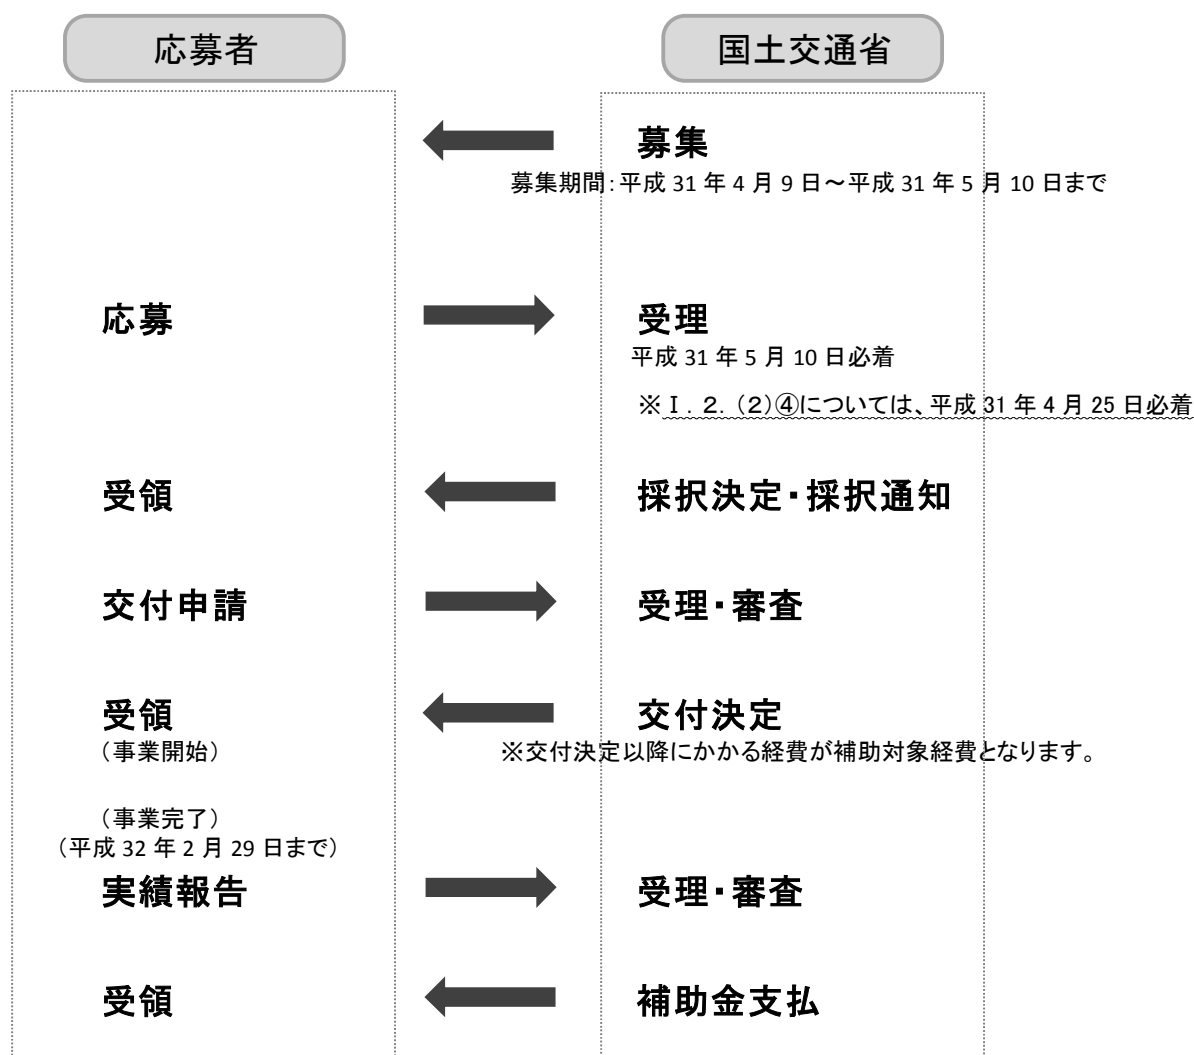 応募者
国土交通省
募集
募集期間：平成 31 年 4 月 9 日～平成 31 年 5 月 10 日まで
応募
受理
平成 31 年 5 月 10 日必着
※Ⅰ．２．（２）④については、平成 31 年 4 月 25 日必着
受領
採択決定・採択通知
交付申請
受理・審査
受領
交付決定
（事業開始）
※交付決定以降にかかる経費が補助対象経費となります。
（事業完了）
（平成 32 年 2 月 29 日まで）
実績報告
受理・審査
受領
補助金支払